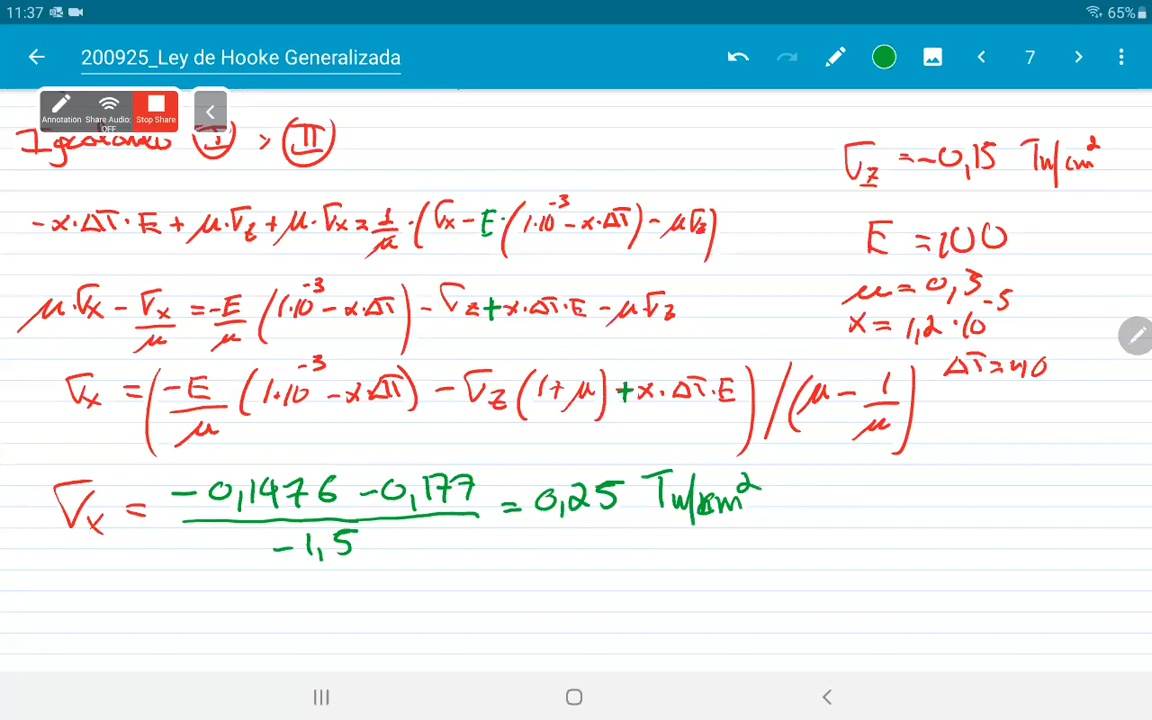 11:37 65%
200925_Ley de Hooke Generalizada 7
Annotation Share Audio: OFF Stop Share
I II
σz = -0,15 Tn/cm²
-α·ΔT·E + μ·σz + μ·σx = 1/μ·(σx - E·(1·10⁻³ - α·ΔT) - μσz)
E = 100
μ·σx - σx/μ = -E/μ (1·10⁻³ - α·ΔT) - σz + α·ΔT·E - μσz
μ = 0,3
α = 1,2·10⁻⁵
ΔT = 40
σx = (-E/μ (1·10⁻³ - α·ΔT) - σz (1+μ) + α·ΔT·E) / (μ - 1/μ)
σx = (-0,1476 - 0,177)/-1,5 = 0,25 Tn/cm²